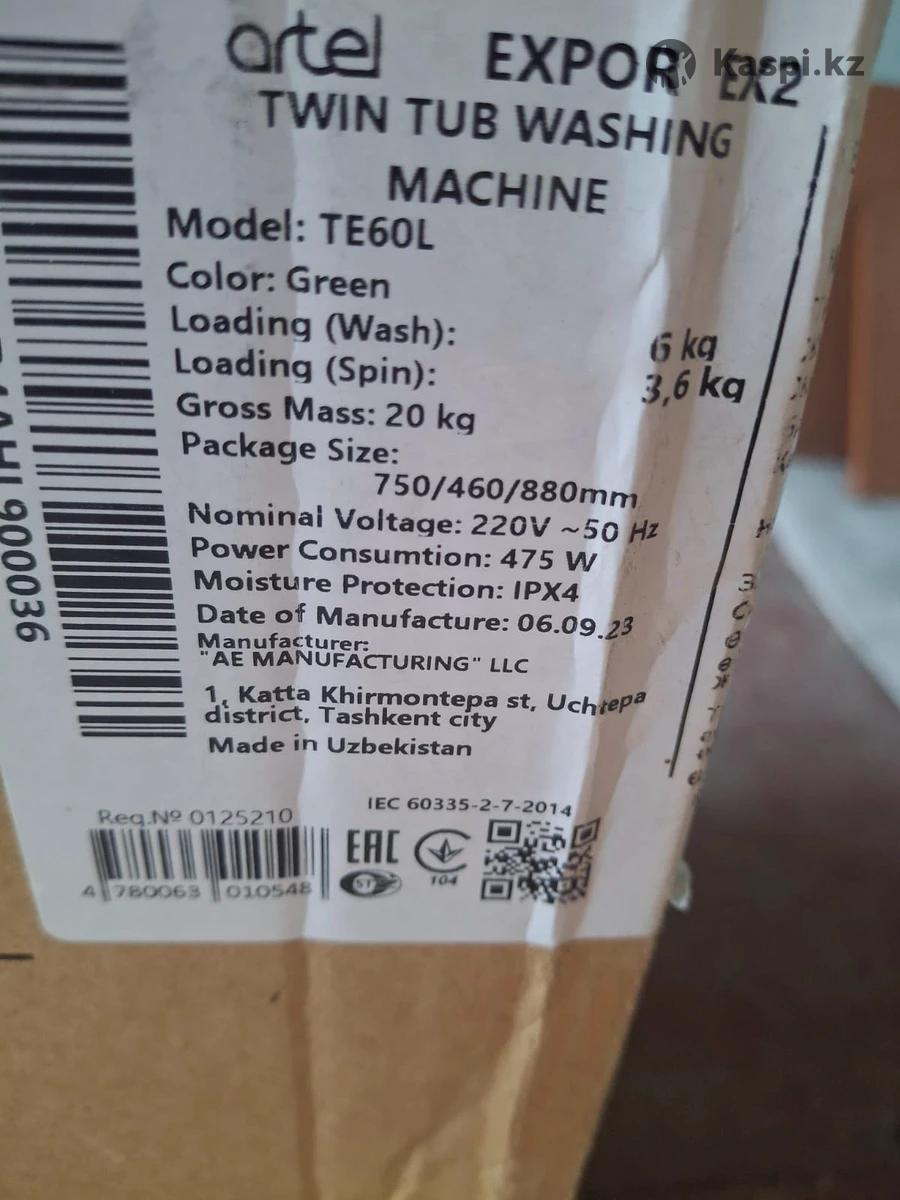 artel EXPOR EX2
Kaspi.kz
TWIN TUB WASHING
MACHINE
Model: TE60L
Color: Green
Loading (Wash): 6 kg
Loading (Spin): 3,6 kg
Gross Mass: 20 kg
Package Size:
750/460/880mm
Nominal Voltage: 220V ~50 Hz
Power Consumtion: 475 W
Moisture Protection: IPX4
Date of Manufacture: 06.09.23
Manufacturer:
"AE MANUFACTURING" LLC
1, Katta Khirmontepa st, Uchtepa
district, Tashkent city
Made in Uzbekistan
900036
IEC 60335-2-7-2014
Reg.№ 0125210
EAC
104
ST
4 780063 010548